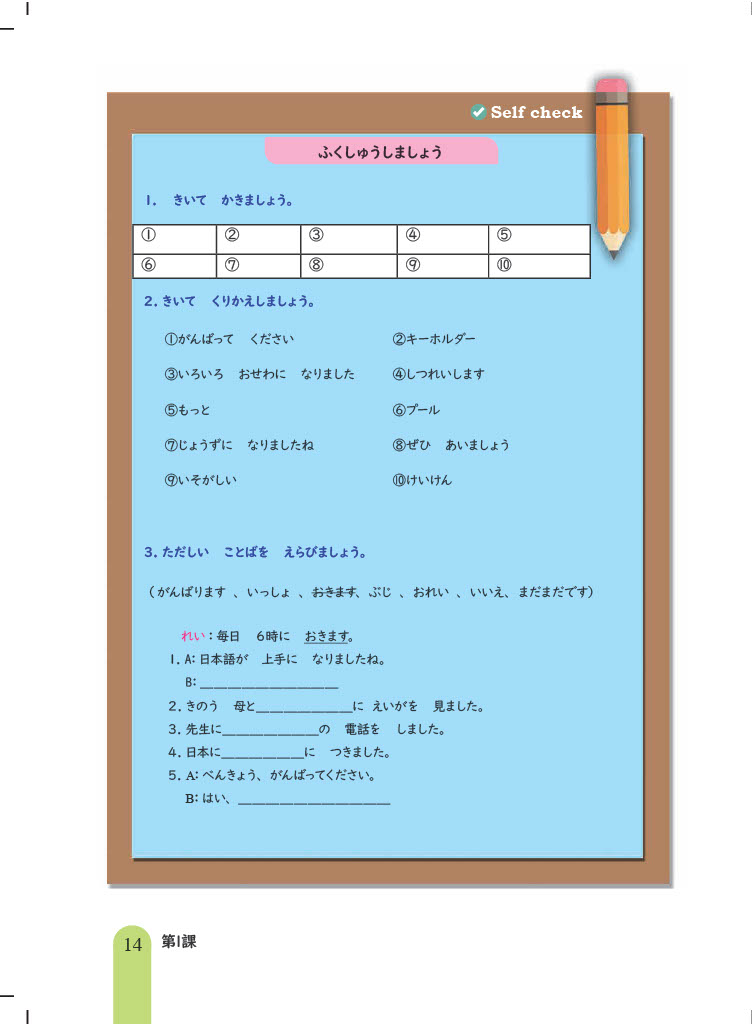 Self check
ふくしゅうしましょう
1. きいて かきましょう。
① ② ③ ④ ⑤
⑥ ⑦ ⑧ ⑨ ⑩
2. きいて くりかえしましょう。
①がんばって ください ②キーホルダー
③いろいろ おせわに なりました ④しつれいします
⑤もっと ⑥プール
⑦じょうずに なりましたね ⑧ぜひ あいましょう
⑨いそがしい ⑩けいけん
3. ただしい ことばを えらびましょう。
(がんばります 、いっしょ 、おきます、ぶじ 、おれい 、いいえ、まだまだです)
れい：毎日 6時に おきます。
1. A: 日本語が 上手に なりましたね。
B: ____________________
2. きのう 母と______________に えいがを 見ました。
3. 先生に______________の 電話を しました。
4. 日本に____________に つきました。
5. A: べんきょう、がんばってください。
B: はい、______________________
14 第1課